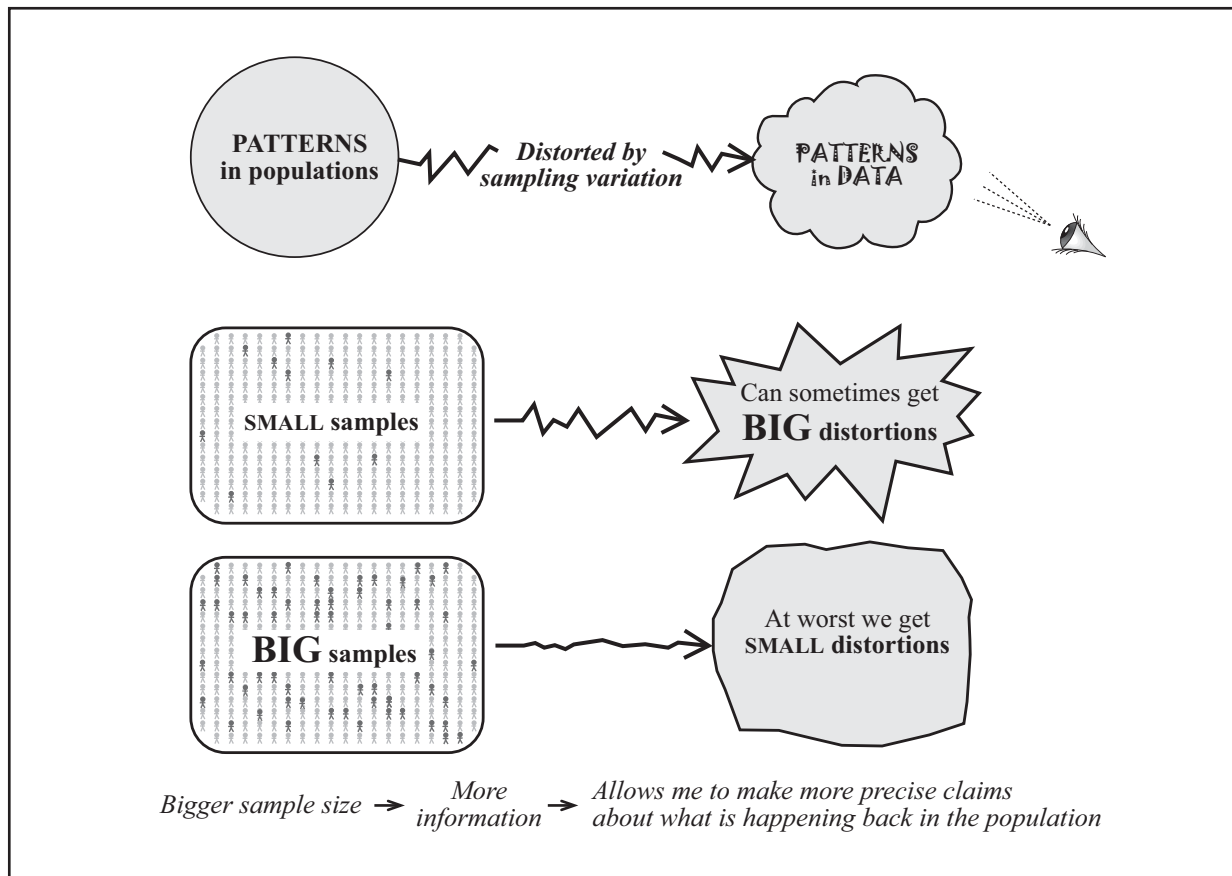 PATTERNS
in populations
Distorted by
sampling variation
PATTERNS
in DATA
SMALL samples
Can sometimes get
BIG distortions
BIG samples
At worst we get
SMALL distortions
Bigger sample size
More
information
Allows me to make more precise claims
about what is happening back in the population